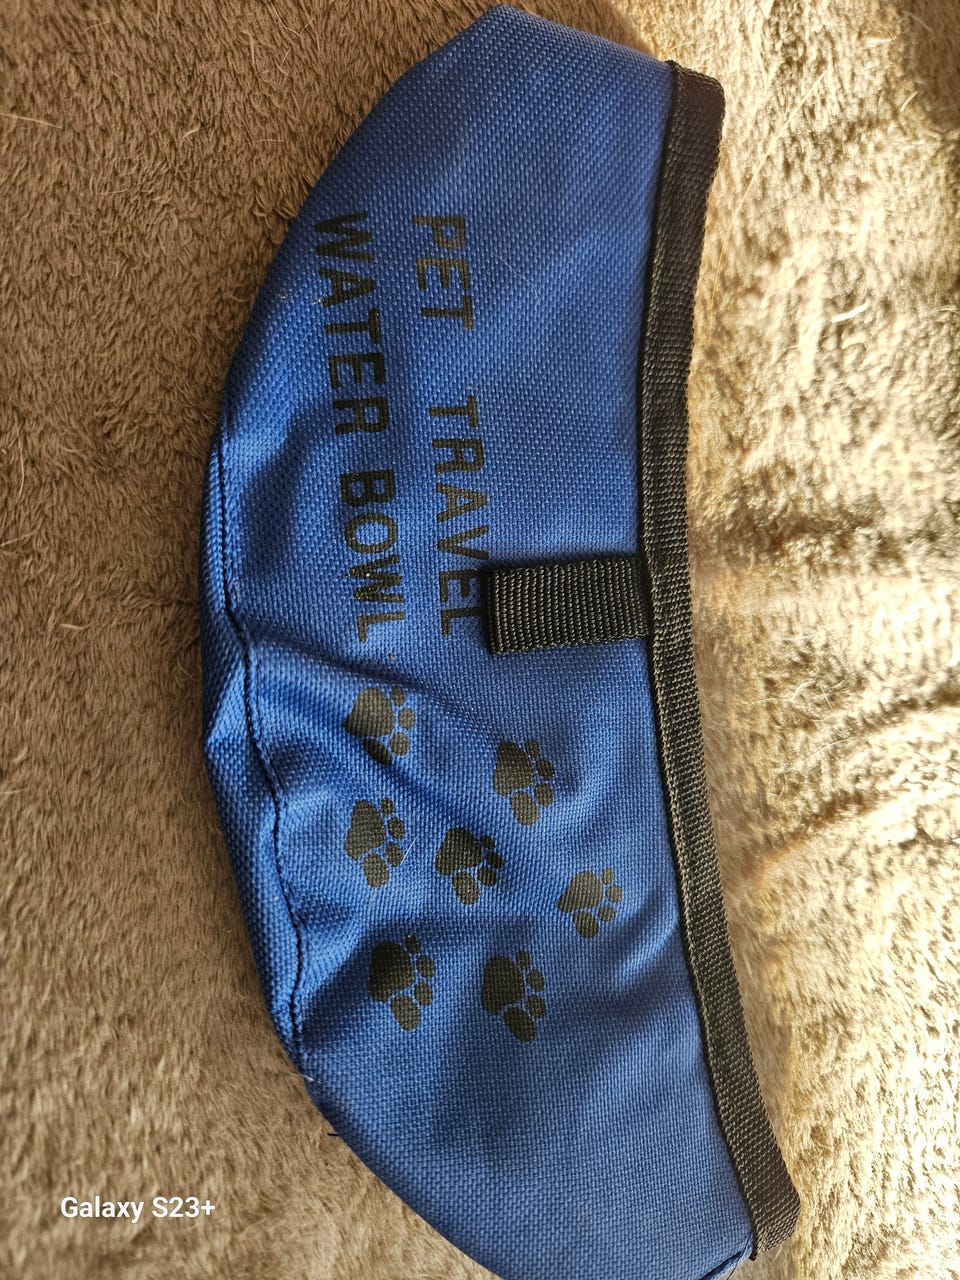 PET TRAVEL
WATER BOWL
Galaxy S23+